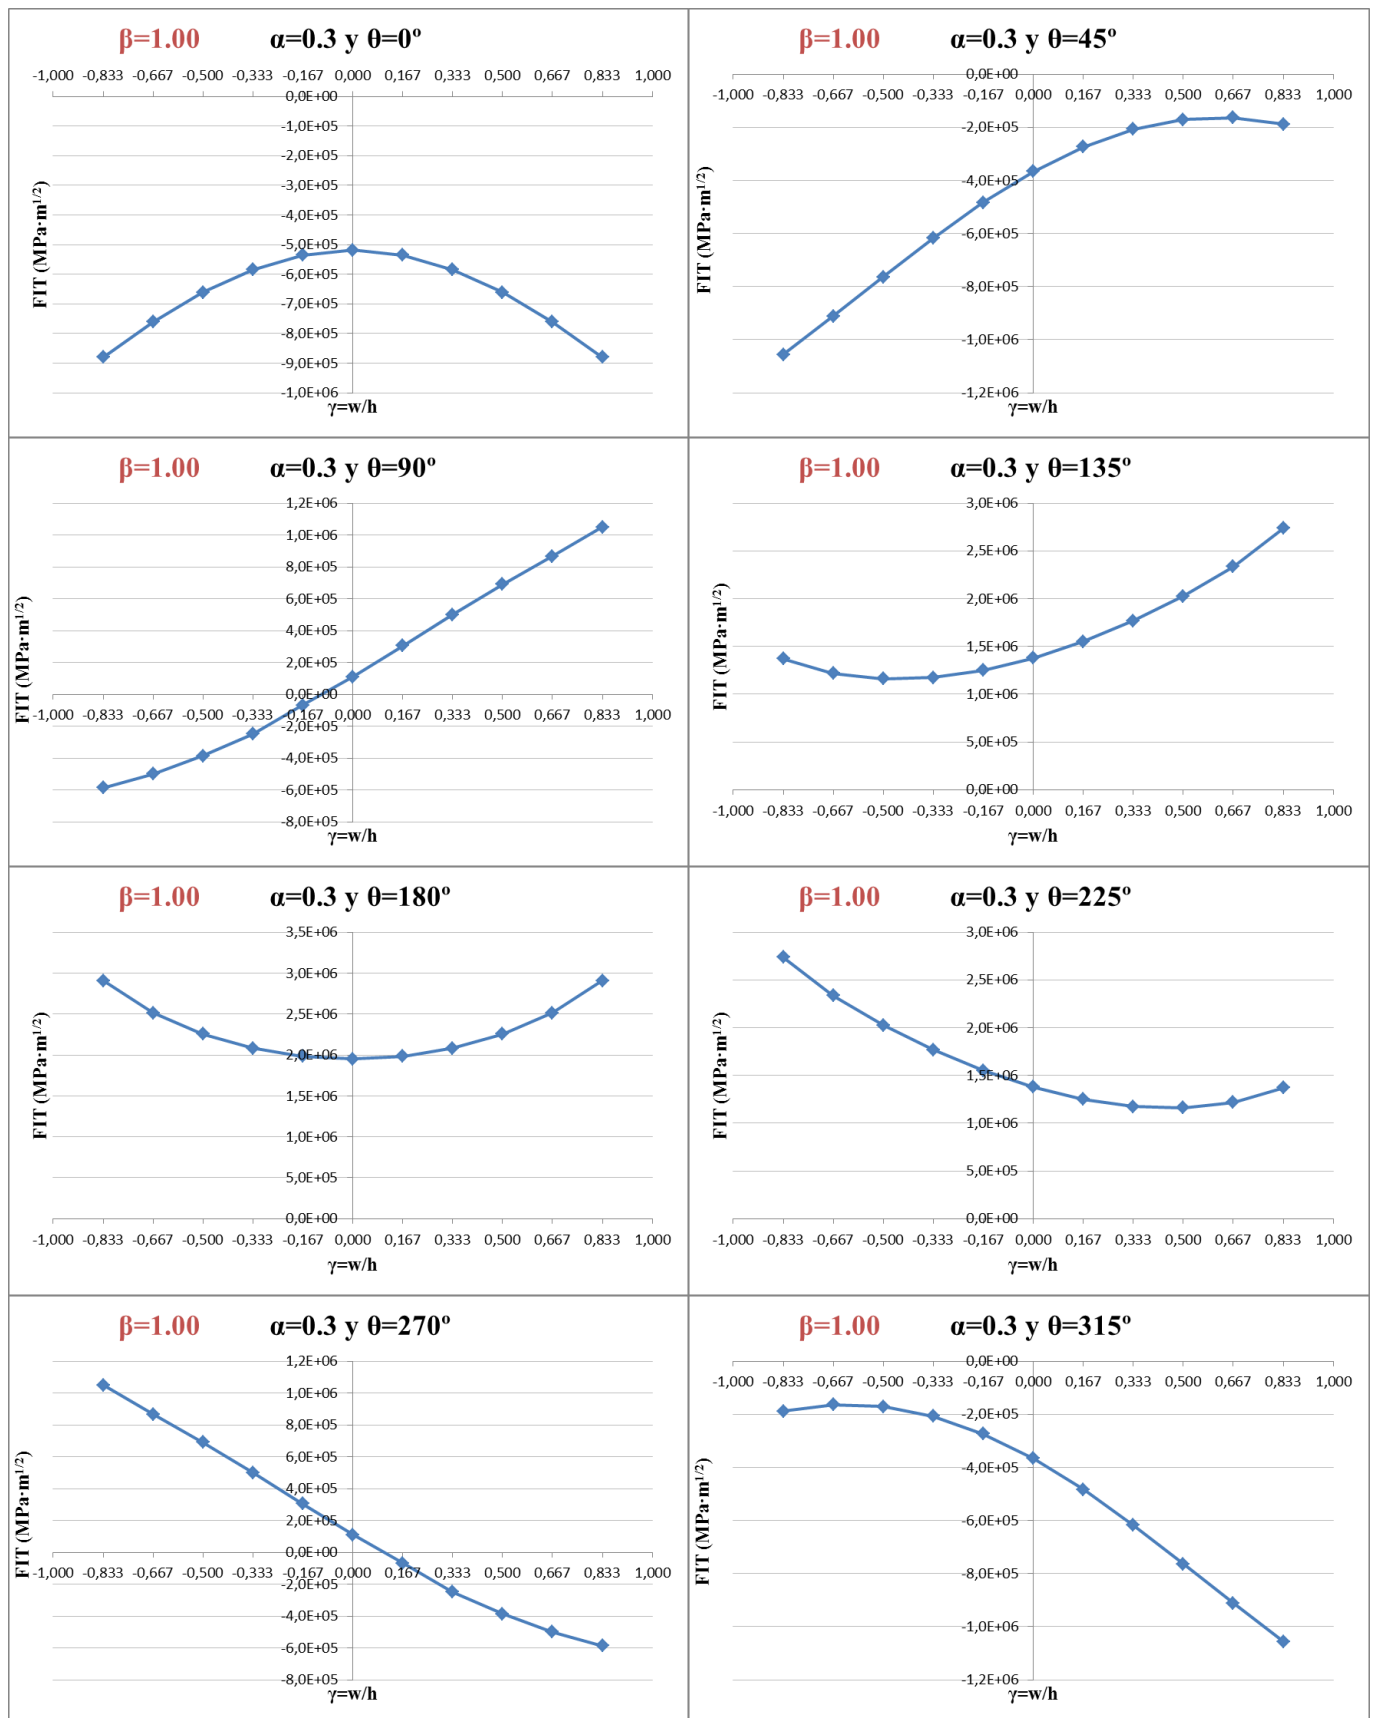 β=1.00 α=0.3 y θ=0º
-1,000 -0,833 -0,667 -0,500 -0,333 -0,167 0,000 0,167 0,333 0,500 0,667 0,833 1,000
0,0E+00
-1,0E+05
-2,0E+05
-3,0E+05
-4,0E+05
-5,0E+05
-6,0E+05
-7,0E+05
-8,0E+05
-9,0E+05
-1,0E+06
FIT (MPa·m1/2)
γ=w/h
β=1.00 α=0.3 y θ=45º
0,0E+00
-1,000 -0,833 -0,667 -0,500 -0,333 -0,167 0,000 0,167 0,333 0,500 0,667 0,833 1,000
-2,0E+05
-4,0E+05
-6,0E+05
-8,0E+05
-1,0E+06
-1,2E+06
FIT (MPa·m1/2)
γ=w/h
β=1.00 α=0.3 y θ=90º
1,2E+06
1,0E+06
8,0E+05
6,0E+05
4,0E+05
2,0E+05
0,0E+00
-1,000 -0,833 -0,667 -0,500 -0,333 -0,167 0,000 0,167 0,333 0,500 0,667 0,833 1,000
-2,0E+05
-4,0E+05
-6,0E+05
-8,0E+05
FIT (MPa·m1/2)
γ=w/h
β=1.00 α=0.3 y θ=135º
3,0E+06
2,5E+06
2,0E+06
1,5E+06
1,0E+06
5,0E+05
0,0E+00
-1,000 -0,833 -0,667 -0,500 -0,333 -0,167 0,000 0,167 0,333 0,500 0,667 0,833 1,000
FIT (MPa·m1/2)
γ=w/h
β=1.00 α=0.3 y θ=180º
3,5E+06
3,0E+06
2,5E+06
2,0E+06
1,5E+06
1,0E+06
5,0E+05
0,0E+00
-1,000 -0,833 -0,667 -0,500 -0,333 -0,167 0,000 0,167 0,333 0,500 0,667 0,833 1,000
FIT (MPa·m1/2)
γ=w/h
β=1.00 α=0.3 y θ=225º
3,0E+06
2,5E+06
2,0E+06
1,5E+06
1,0E+06
5,0E+05
0,0E+00
-1,000 -0,833 -0,667 -0,500 -0,333 -0,167 0,000 0,167 0,333 0,500 0,667 0,833 1,000
FIT (MPa·m1/2)
γ=w/h
β=1.00 α=0.3 y θ=270º
1,2E+06
1,0E+06
8,0E+05
6,0E+05
4,0E+05
2,0E+05
0,0E+00
-1,000 -0,833 -0,667 -0,500 -0,333 -0,167 0,000 0,167 0,333 0,500 0,667 0,833 1,000
-2,0E+05
-4,0E+05
-6,0E+05
-8,0E+05
FIT (MPa·m1/2)
γ=w/h
β=1.00 α=0.3 y θ=315º
0,0E+00
-1,000 -0,833 -0,667 -0,500 -0,333 -0,167 0,000 0,167 0,333 0,500 0,667 0,833 1,000
-2,0E+05
-4,0E+05
-6,0E+05
-8,0E+05
-1,0E+06
-1,2E+06
FIT (MPa·m1/2)
γ=w/h